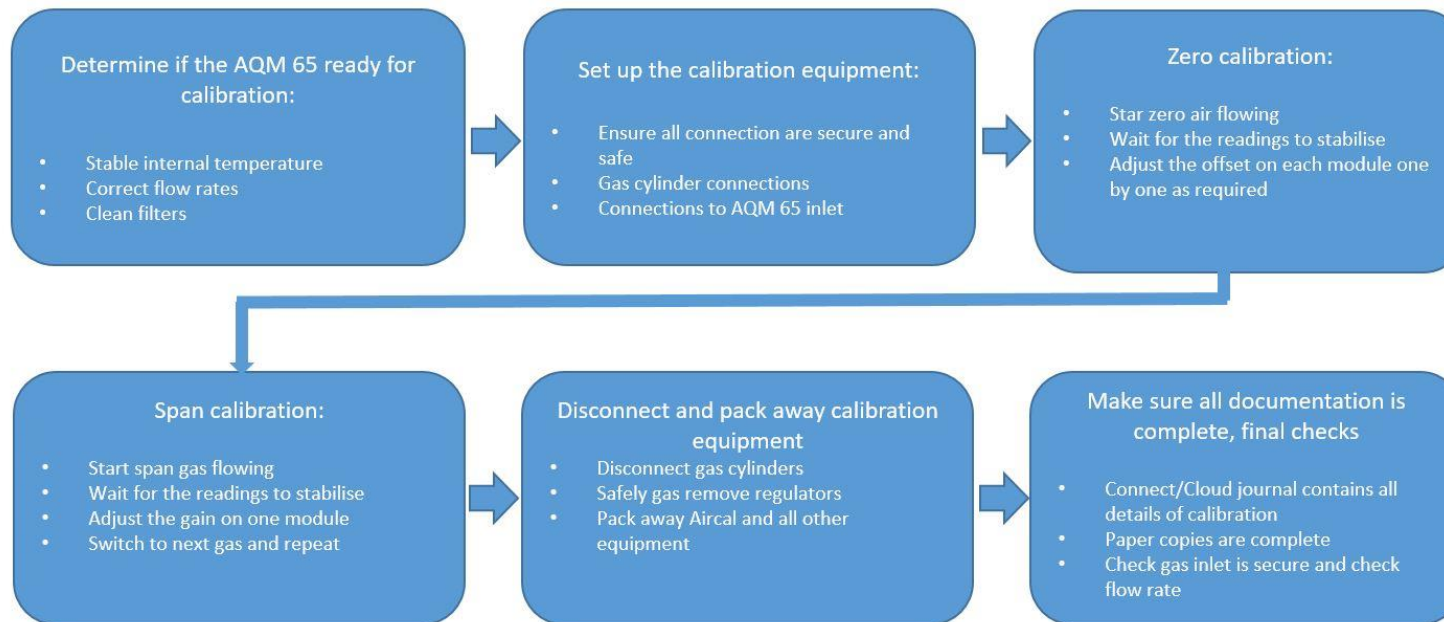 Determine if the AQM 65 ready for
calibration:
• Stable internal temperature
• Correct flow rates
• Clean filters
Set up the calibration equipment:
• Ensure all connection are secure and
safe
• Gas cylinder connections
• Connections to AQM 65 inlet
Zero calibration:
• Star zero air flowing
• Wait for the readings to stabilise
• Adjust the offset on each module one
by one as required
Span calibration:
• Start span gas flowing
• Wait for the readings to stabilise
• Adjust the gain on one module
• Switch to next gas and repeat
Disconnect and pack away calibration
equipment
• Disconnect gas cylinders
• Safely gas remove regulators
• Pack away Aircal and all other
equipment
Make sure all documentation is
complete, final checks
• Connect/Cloud journal contains all
details of calibration
• Paper copies are complete
• Check gas inlet is secure and check
flow rate